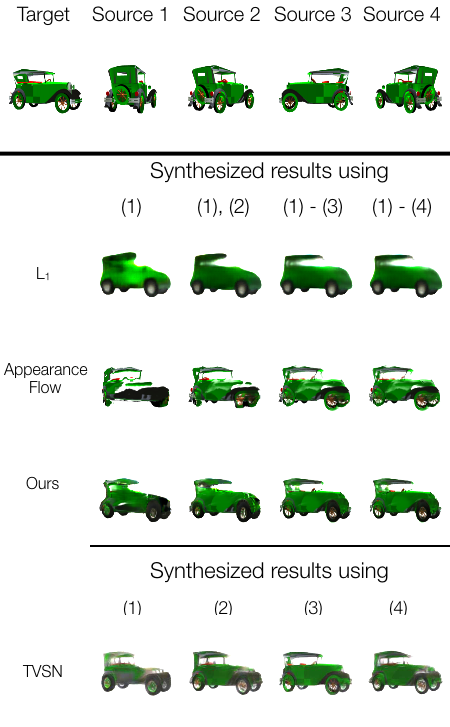 Target Source 1 Source 2 Source 3 Source 4
Synthesized results using
(1) (1), (2) (1) - (3) (1) - (4)
L₁
Appearance
Flow
Ours
Synthesized results using
(1) (2) (3) (4)
TVSN